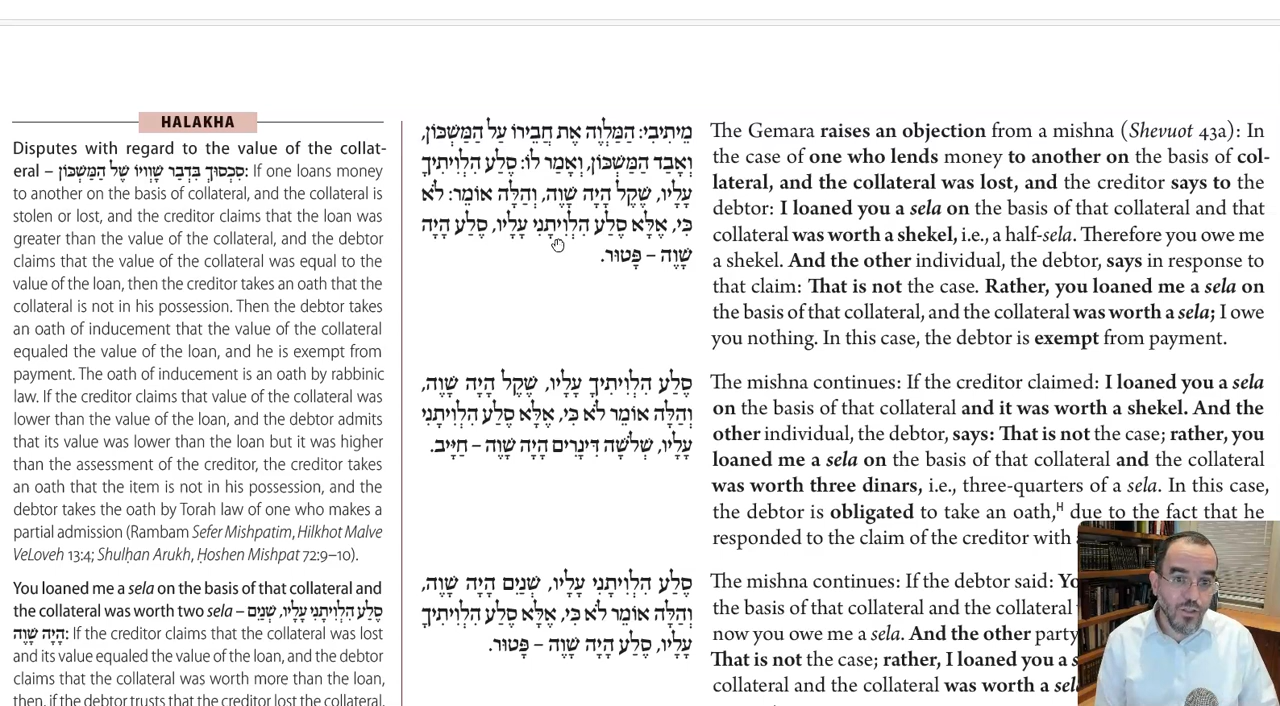 HALAKHA
Disputes with regard to the value of the collat-
eral – סִכְסוּךְ בִּדְבַר שָׁוְויוֹ שֶׁל הַמַּשְׁכּוֹן: If one loans money
to another on the basis of collateral, and the collateral is
stolen or lost, and the creditor claims that the loan was
greater than the value of the collateral, and the debtor
claims that the value of the collateral was equal to the
value of the loan, then the creditor takes an oath that the
collateral is not in his possession. Then the debtor takes
an oath of inducement that the value of the collateral
equaled the value of the loan, and he is exempt from
payment. The oath of inducement is an oath by rabbinic
law. If the creditor claims that value of the collateral was
lower than the value of the loan, and the debtor admits
that its value was lower than the loan but it was higher
than the assessment of the creditor, the creditor takes
an oath that the item is not in his possession, and the
debtor takes the oath by Torah law of one who makes a
partial admission (Rambam Sefer Mishpatim, Hilkhot Malve
VeLoveh 13:4; Shulḥan Arukh, Ḥoshen Mishpat 72:9–10).
You loaned me a sela on the basis of that collateral and
the collateral was worth two sela – סֶלַע הִלְוִיתַנִי עָלָיו, שְׁנַיִם
הָיָה שָׁוֶה: If the creditor claims that the collateral was lost
and its value equaled the value of the loan, and the debtor
claims that the collateral was worth more than the loan,
then, if the debtor trusts that the creditor lost the collateral,
מֵיתִיבִי: הַמַּלְוֶה אֶת חֲבֵירוֹ עַל הַמַּשְׁכּוֹן,
וְאָבַד הַמַּשְׁכּוֹן, וְאָמַר לוֹ: סֶלַע הִלְוִיתִיךָ
עָלָיו, שֶׁקֶל הָיָה שָׁוֶה, וְהַלָּה אוֹמֵר: לֹא
כִּי, אֶלָּא סֶלַע הִלְוִיתַנִי עָלָיו, סֶלַע הָיָה
שָׁוֶה – פָּטוּר.
סֶלַע הִלְוִיתִיךָ עָלָיו, שֶׁקֶל הָיָה שָׁוֶה,
וְהַלָּה אוֹמֵר לֹא כִּי, אֶלָּא סֶלַע הִלְוִיתַנִי
עָלָיו, שְׁלֹשָׁה דִּינָרִים הָיָה שָׁוֶה – חַיָּיב.
סֶלַע הִלְוִיתַנִי עָלָיו, שְׁנַיִם הָיָה שָׁוֶה,
וְהַלָּה אוֹמֵר לֹא כִּי, אֶלָּא סֶלַע הִלְוִיתִיךָ
עָלָיו, סֶלַע הָיָה שָׁוֶה – פָּטוּר.
The Gemara raises an objection from a mishna (Shevuot 43a): In
the case of one who lends money to another on the basis of col-
lateral, and the collateral was lost, and the creditor says to the
debtor: I loaned you a sela on the basis of that collateral and that
collateral was worth a shekel, i.e., a half-sela. Therefore you owe me
a shekel. And the other individual, the debtor, says in response to
that claim: That is not the case. Rather, you loaned me a sela on
the basis of that collateral, and the collateral was worth a sela; I owe
you nothing. In this case, the debtor is exempt from payment.
The mishna continues: If the creditor claimed: I loaned you a sela
on the basis of that collateral and it was worth a shekel. And the
other individual, the debtor, says: That is not the case; rather, you
loaned me a sela on the basis of that collateral and the collateral
was worth three dinars, i.e., three-quarters of a sela. In this case,
the debtor is obligated to take an oath,ᴴ due to the fact that he
responded to the claim of the creditor with
The mishna continues: If the debtor said:
the basis of that collateral and the collateral
now you owe me a sela. And the other party
That is not the case; rather, I loaned you a
collateral and the collateral was worth a